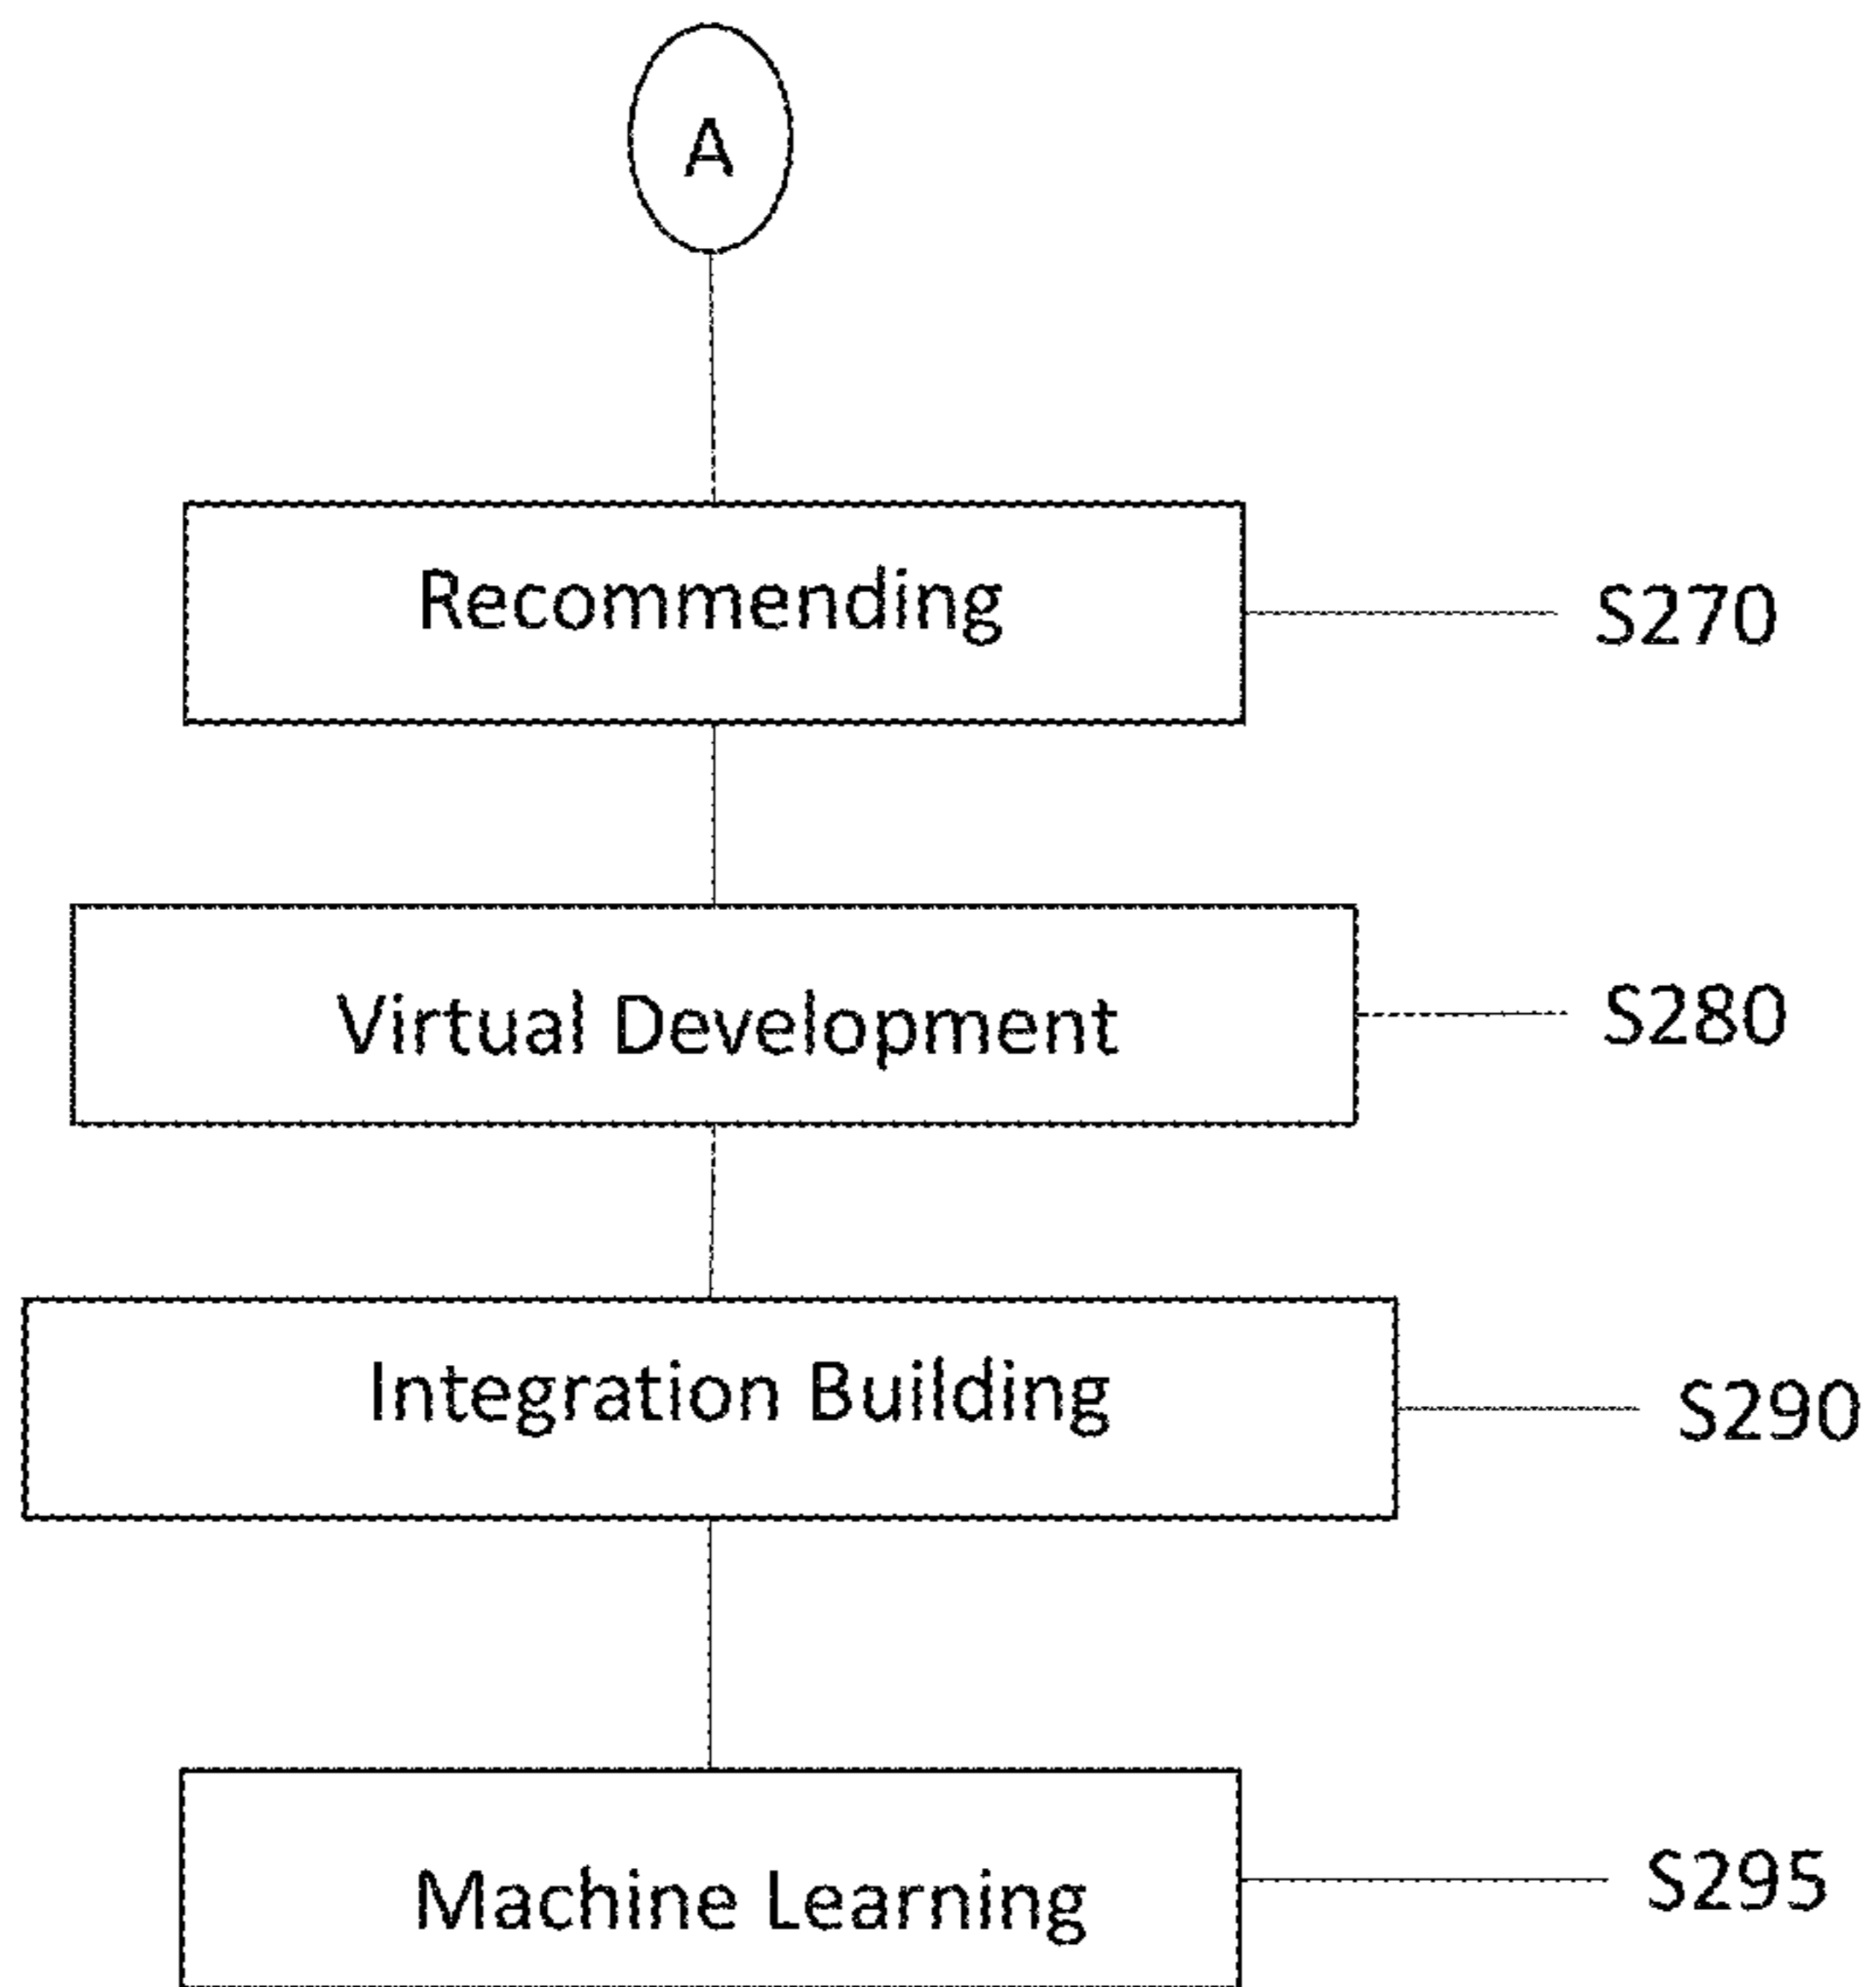 A
Recommending
S270
Virtual Development
S280
Integration Building
S290
Machine Learning
S295